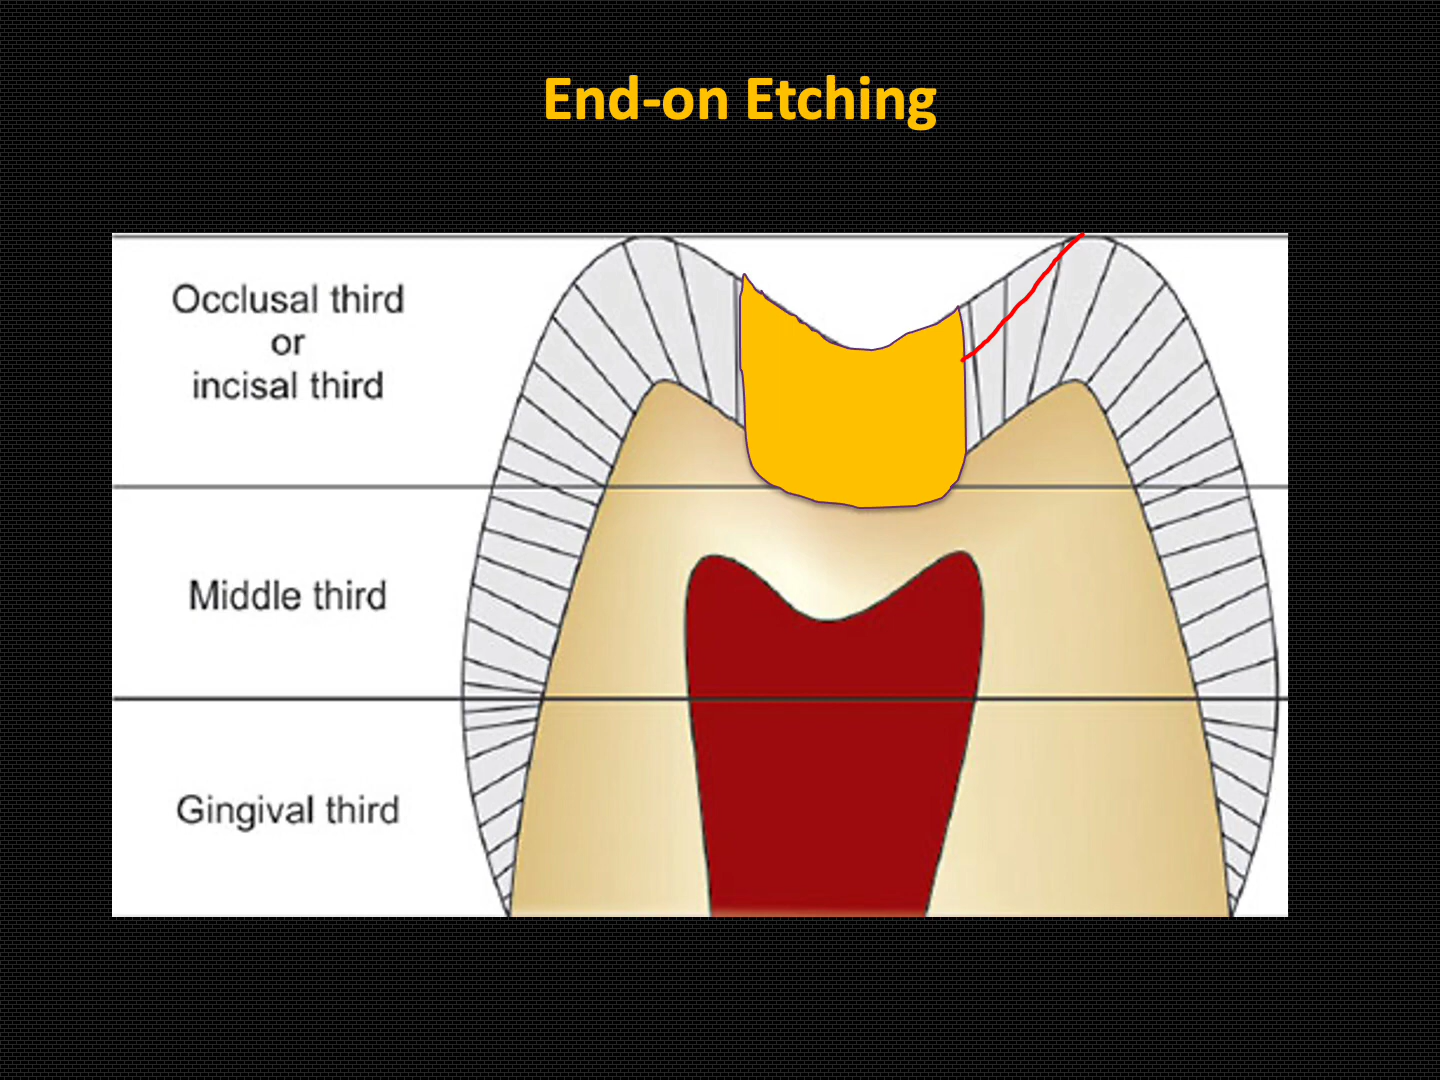 End-on Etching
Occlusal third
or
incisal third
Middle third
Gingival third